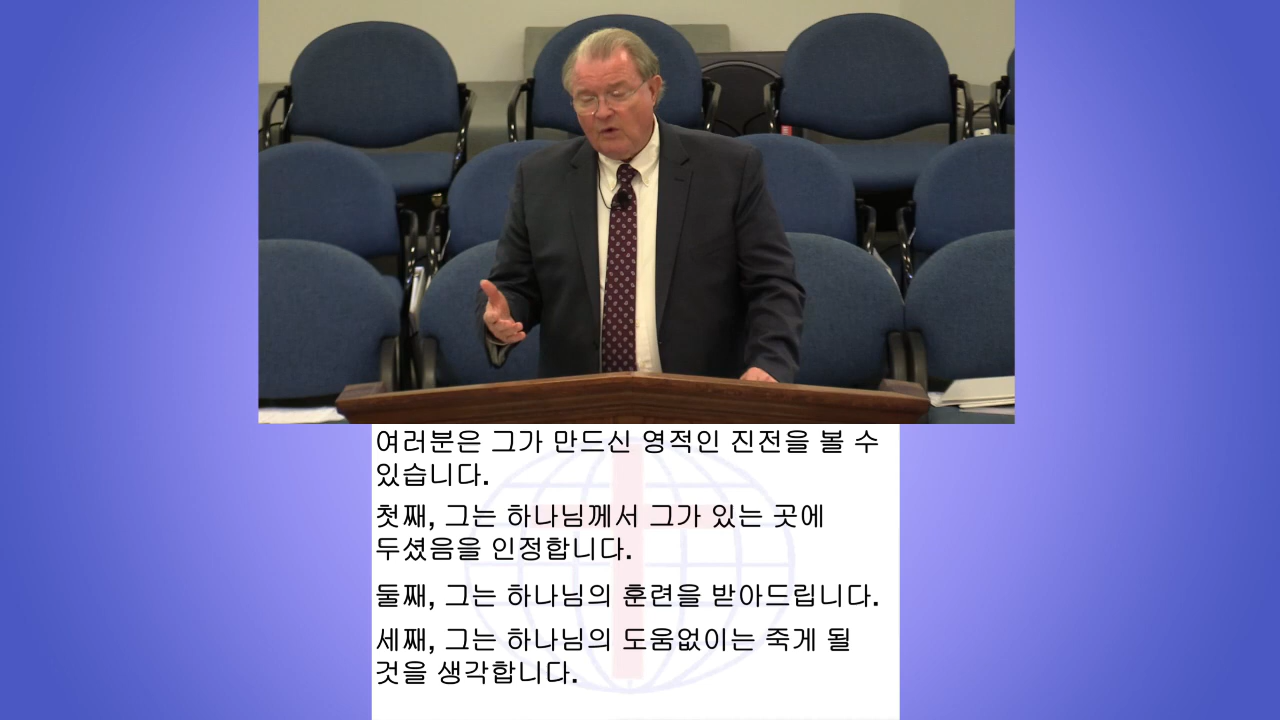 여러분은 그가 만드신 영적인 진전을 볼 수
있습니다.
첫째, 그는 하나님께서 그가 있는 곳에
두셨음을 인정합니다.
둘째, 그는 하나님의 훈련을 받아드립니다.
세째, 그는 하나님의 도움없이는 죽게 될
것을 생각합니다.